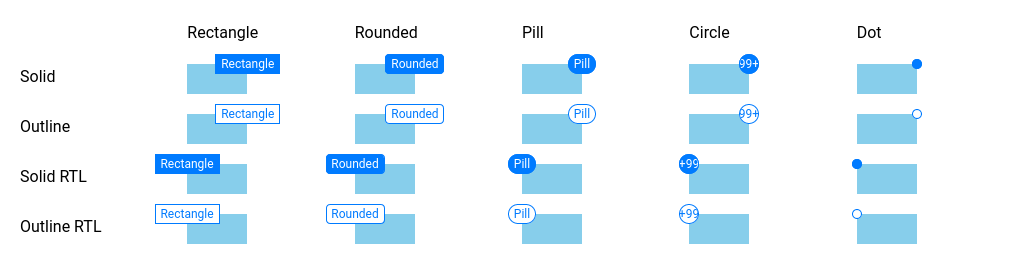 Rectangle Rounded Pill Circle Dot
Solid Rectangle Rounded Pill 99+
Outline Rectangle Rounded Pill 99+
Solid RTL Rectangle Rounded Pill +99
Outline RTL Rectangle Rounded Pill +99